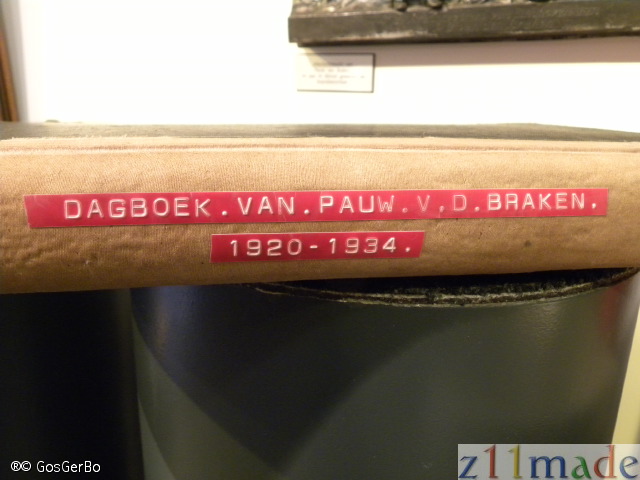 DAGBOEK.VAN.PAUW.V.D.BRAKEN.
1920-1934.
®© GosGerBo
z11made